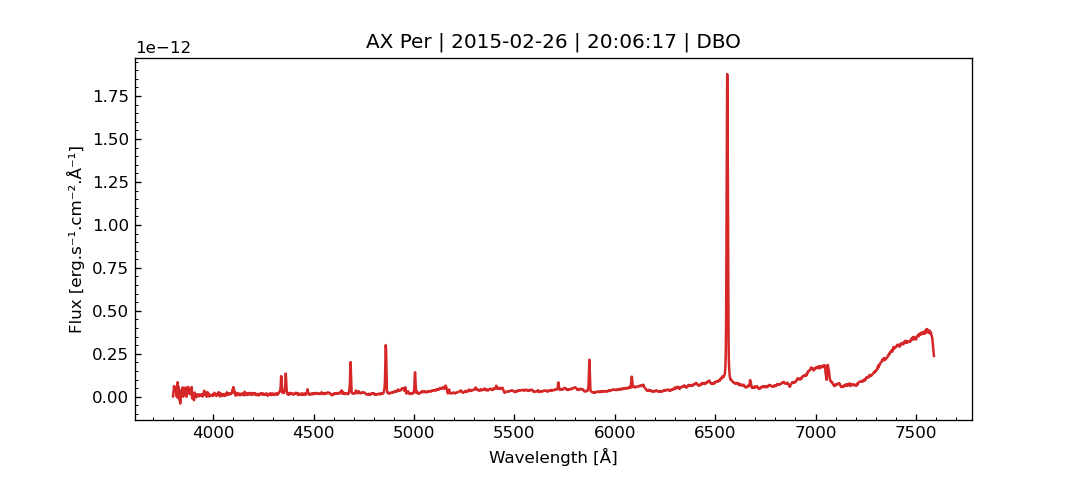 AX Per | 2015-02-26 | 20:06:17 | DBO
1e−12
1.75
1.50
1.25
1.00
0.75
0.50
0.25
0.00
Flux [erg.s⁻¹.cm⁻².Å⁻¹]
4000 4500 5000 5500 6000 6500 7000 7500
Wavelength [Å]